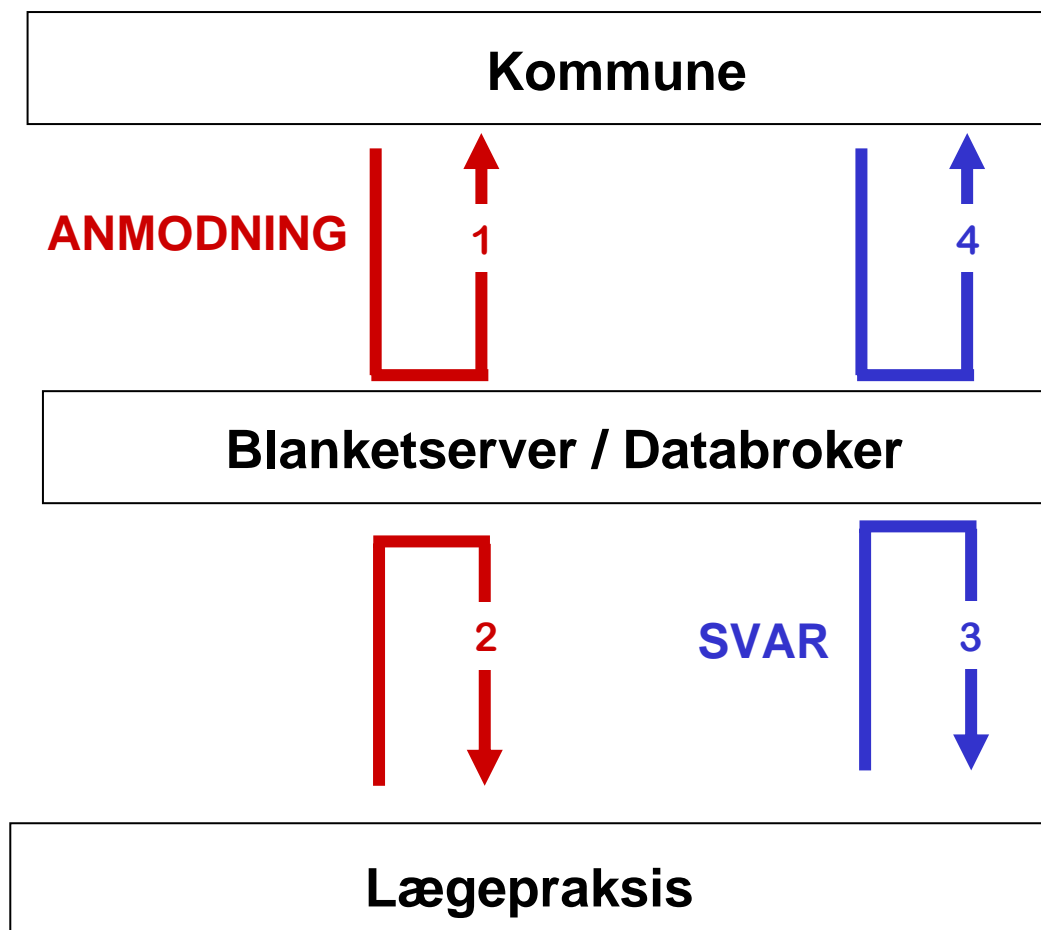 Kommune
ANMODNING
1
4
Blanketserver / Databroker
2
SVAR
3
Lægepraksis